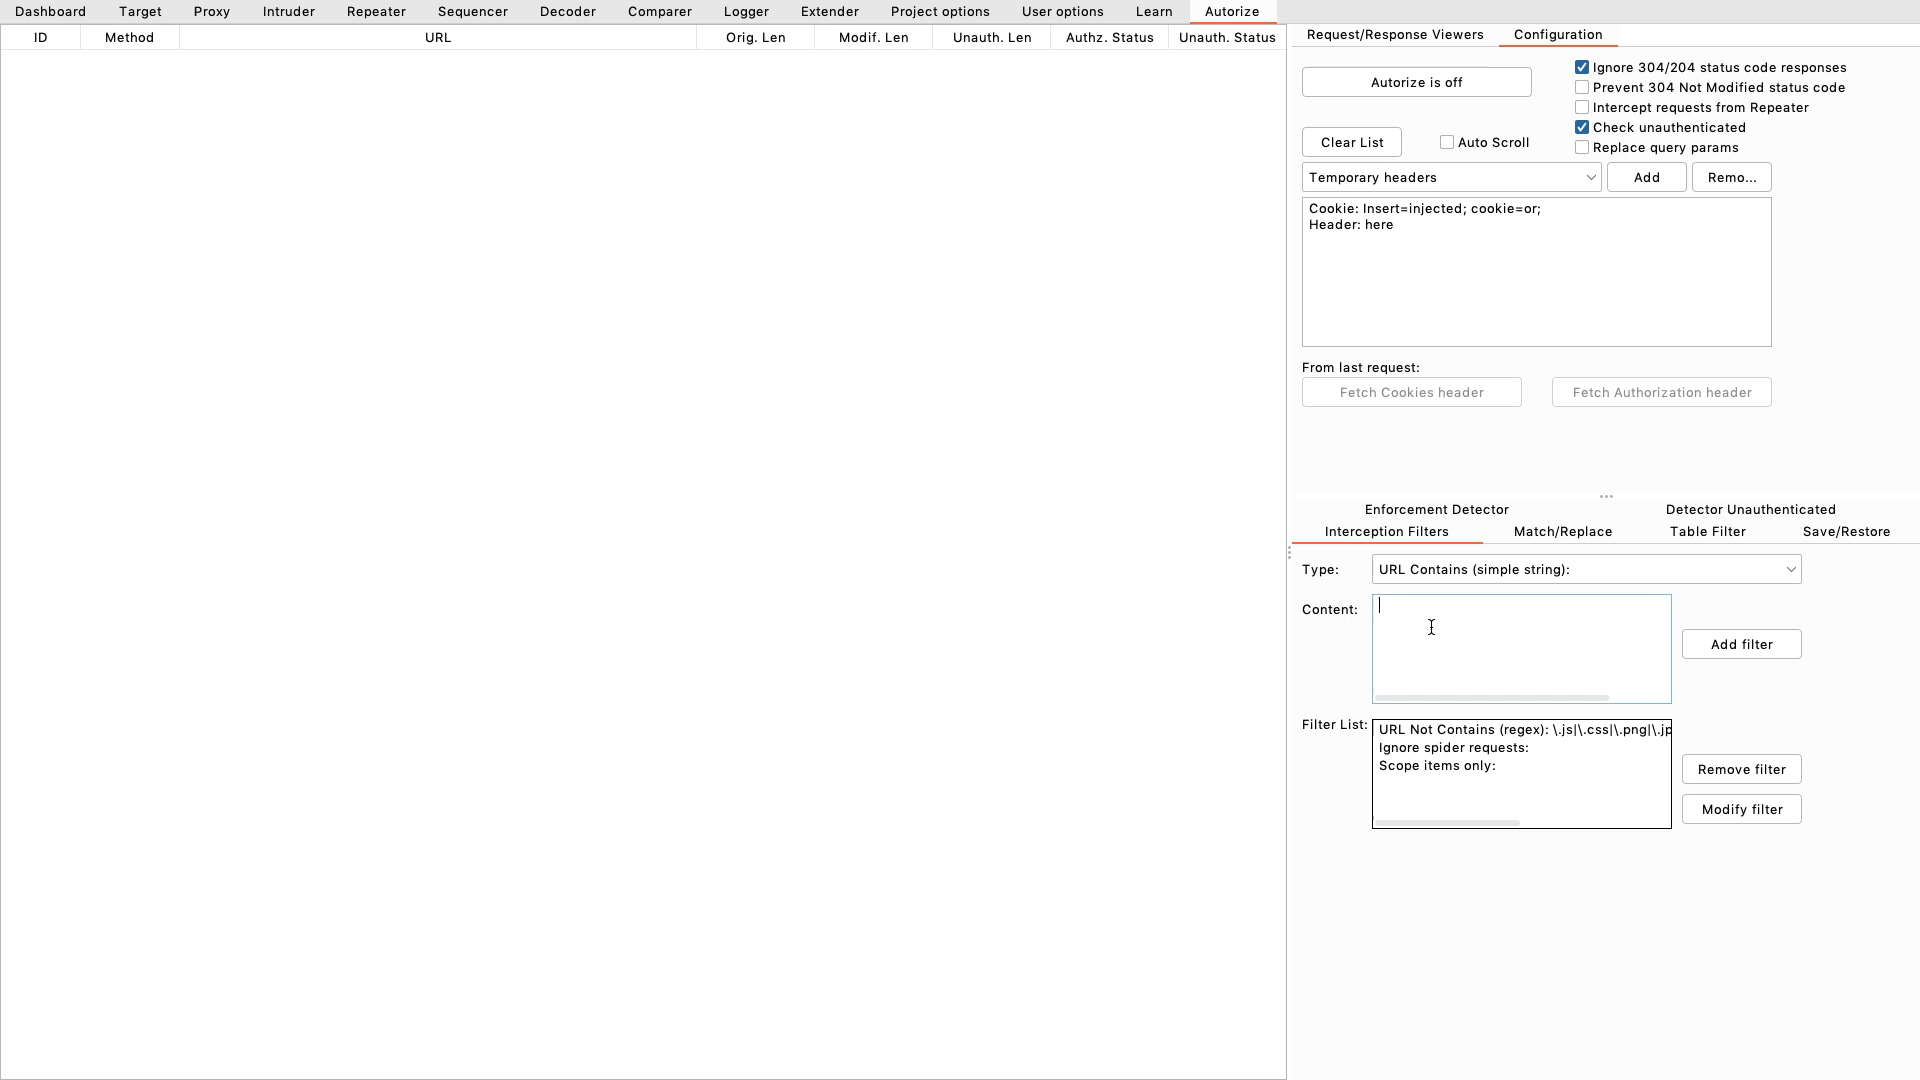 Dashboard Target Proxy Intruder Repeater Sequencer Decoder Comparer Logger Extender Project options User options Learn Autorize
ID Method URL Orig. Len Modif. Len Unauth. Len Authz. Status Unauth. Status
Request/Response Viewers Configuration
Autorize is off
Ignore 304/204 status code responses
Prevent 304 Not Modified status code
Intercept requests from Repeater
Check unauthenticated
Replace query params
Clear List
Auto Scroll
Temporary headers
Add
Remo...
Cookie: Insert=injected; cookie=or;
Header: here
From last request:
Fetch Cookies header
Fetch Authorization header
Enforcement Detector Detector Unauthenticated
Interception Filters Match/Replace Table Filter Save/Restore
Type: URL Contains (simple string):
Content:
Add filter
Filter List:
URL Not Contains (regex): \.js|\.css|\.png|\.jp
Ignore spider requests:
Scope items only:
Remove filter
Modify filter